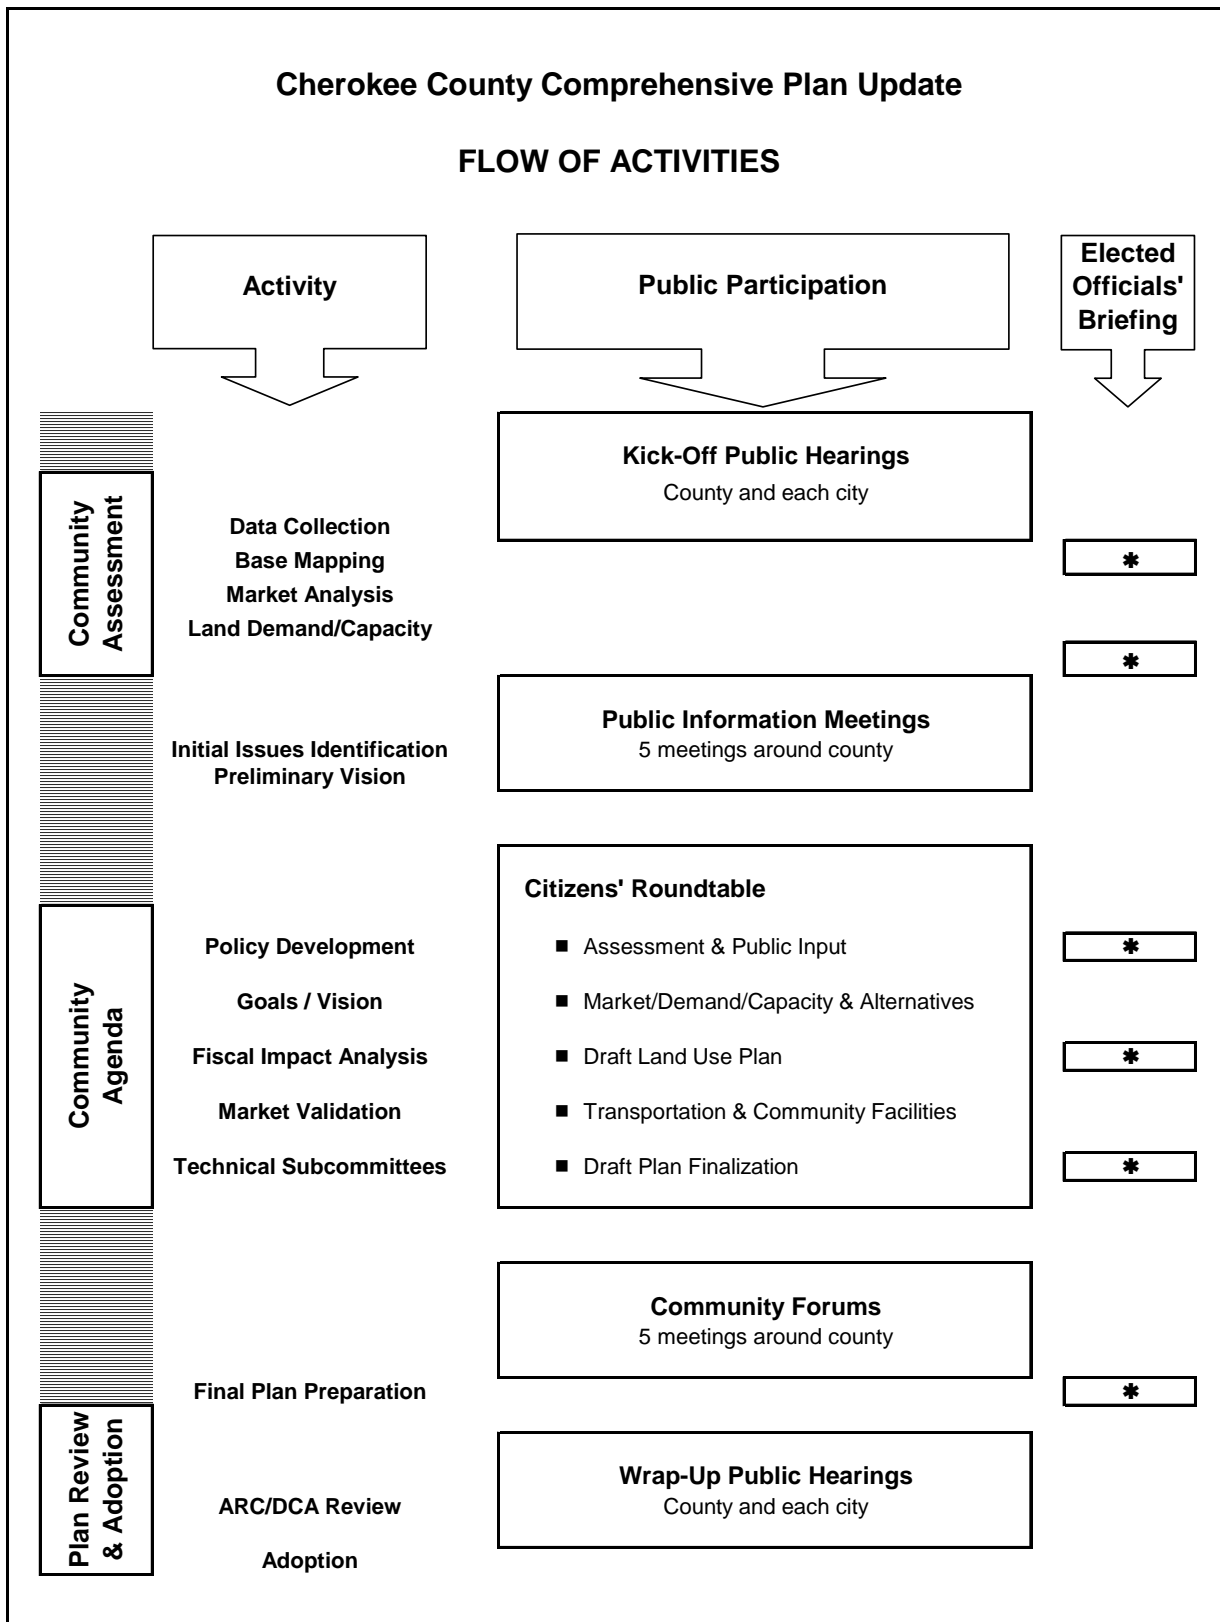 Cherokee County Comprehensive Plan Update
FLOW OF ACTIVITIES
Activity
Public Participation
Elected
Officials'
Briefing
Community
Assessment
Kick-Off Public Hearings
County and each city
Data Collection
Base Mapping
✱
Market Analysis
Land Demand/Capacity
✱
Public Information Meetings
5 meetings around county
Initial Issues Identification
Preliminary Vision
Community
Agenda
Citizens' Roundtable
Policy Development
■ Assessment & Public Input
✱
Goals / Vision
■ Market/Demand/Capacity & Alternatives
Fiscal Impact Analysis
■ Draft Land Use Plan
✱
Market Validation
■ Transportation & Community Facilities
Technical Subcommittees
■ Draft Plan Finalization
✱
Community Forums
5 meetings around county
Final Plan Preparation
✱
Plan Review
& Adoption
Wrap-Up Public Hearings
County and each city
ARC/DCA Review
Adoption